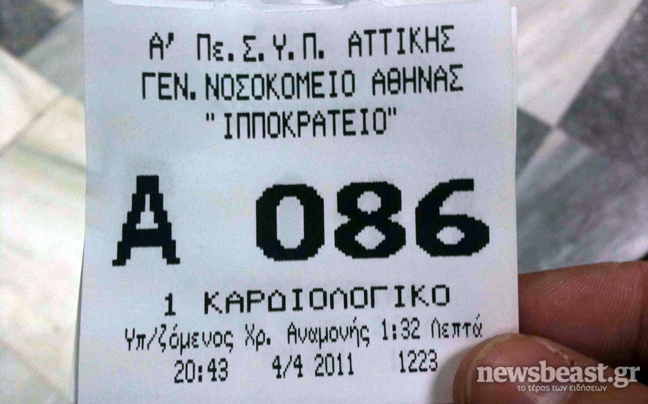 Α' Πε.Σ.Υ.Π. ΑΤΤΙΚΗΣ
ΓΕΝ. ΝΟΣΟΚΟΜΕΙΟ ΑΘΗΝΑΣ
"ΙΠΠΟΚΡΑΤΕΙΟ"
A 086
1 ΚΑΡΔΙΟΛΟΓΙΚΟ
Υπ/ζόμενος Χρ. Αναμονής 1:32 Λεπτά
20:43 4/4 2011 1223
newsbeast.gr
το τέρας των ειδήσεων